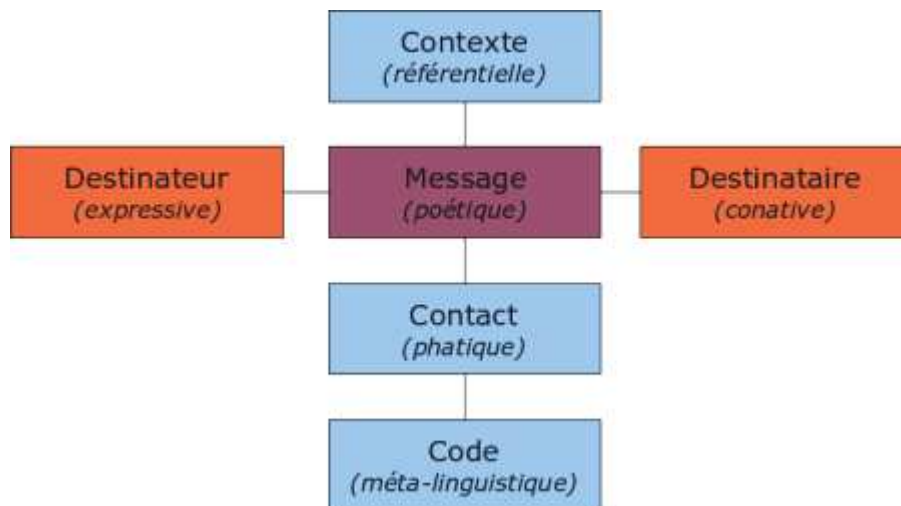 Contexte
(référentielle)
Destinateur
(expressive)
Message
(poétique)
Destinataire
(conative)
Contact
(phatique)
Code
(méta-linguistique)